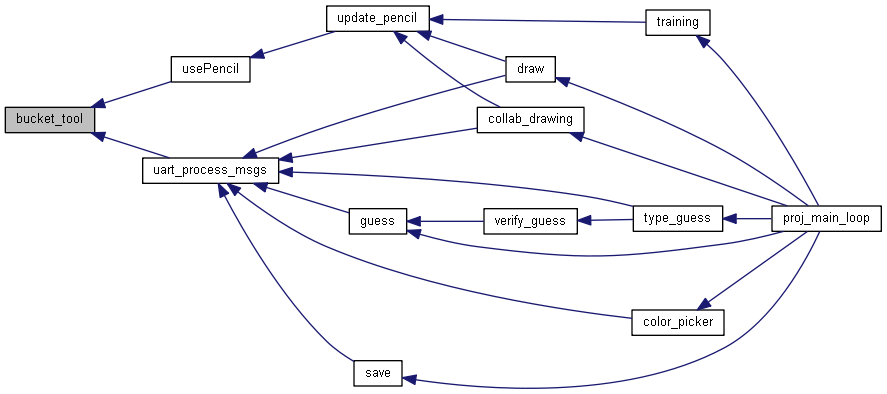 update_pencil
training
usePencil
draw
bucket_tool
collab_drawing
uart_process_msgs
guess
verify_guess
type_guess
proj_main_loop
color_picker
save